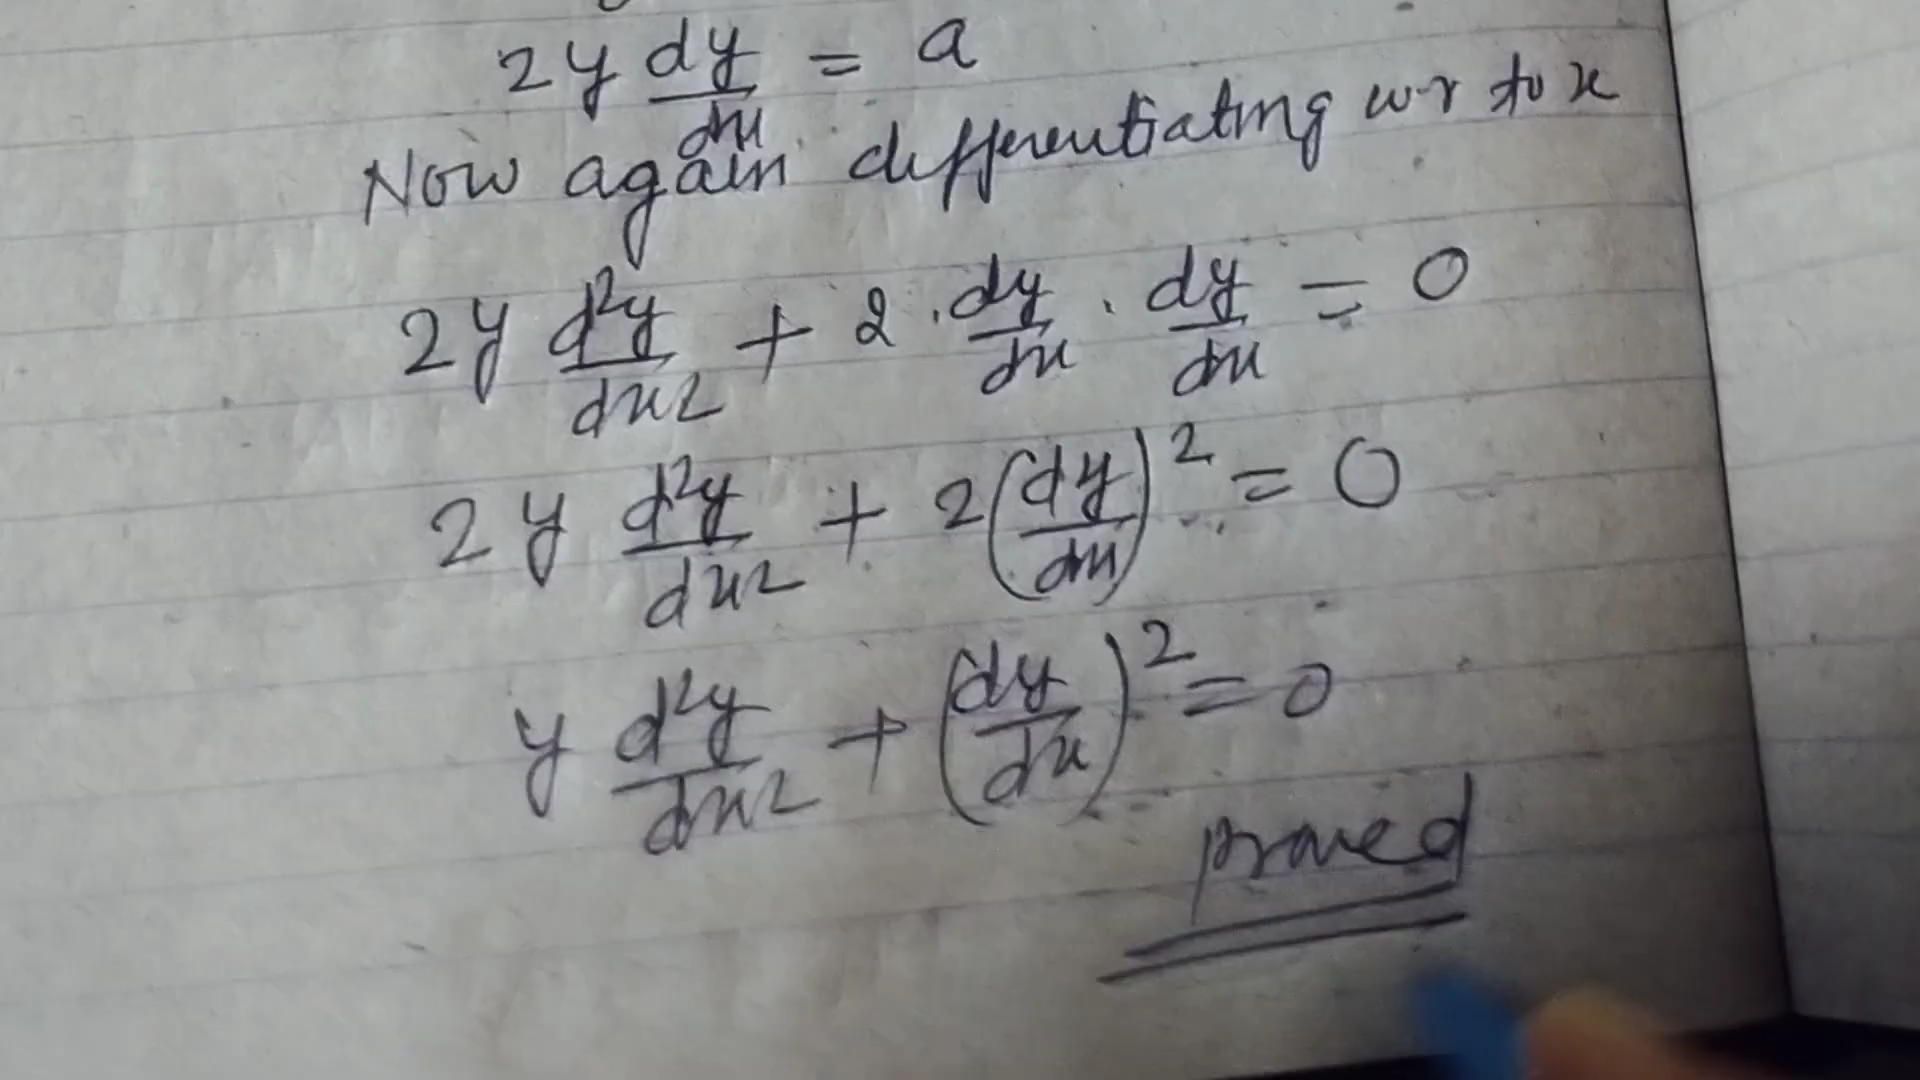 2y dy/dx = a
Now again differentiating w.r to x
2y d²y/dx² + 2 . dy/dx . dy/dx = 0
2y d²y/dx² + 2(dy/dx)² = 0
y d²y/dx² + (dy/dx)² = 0
proved